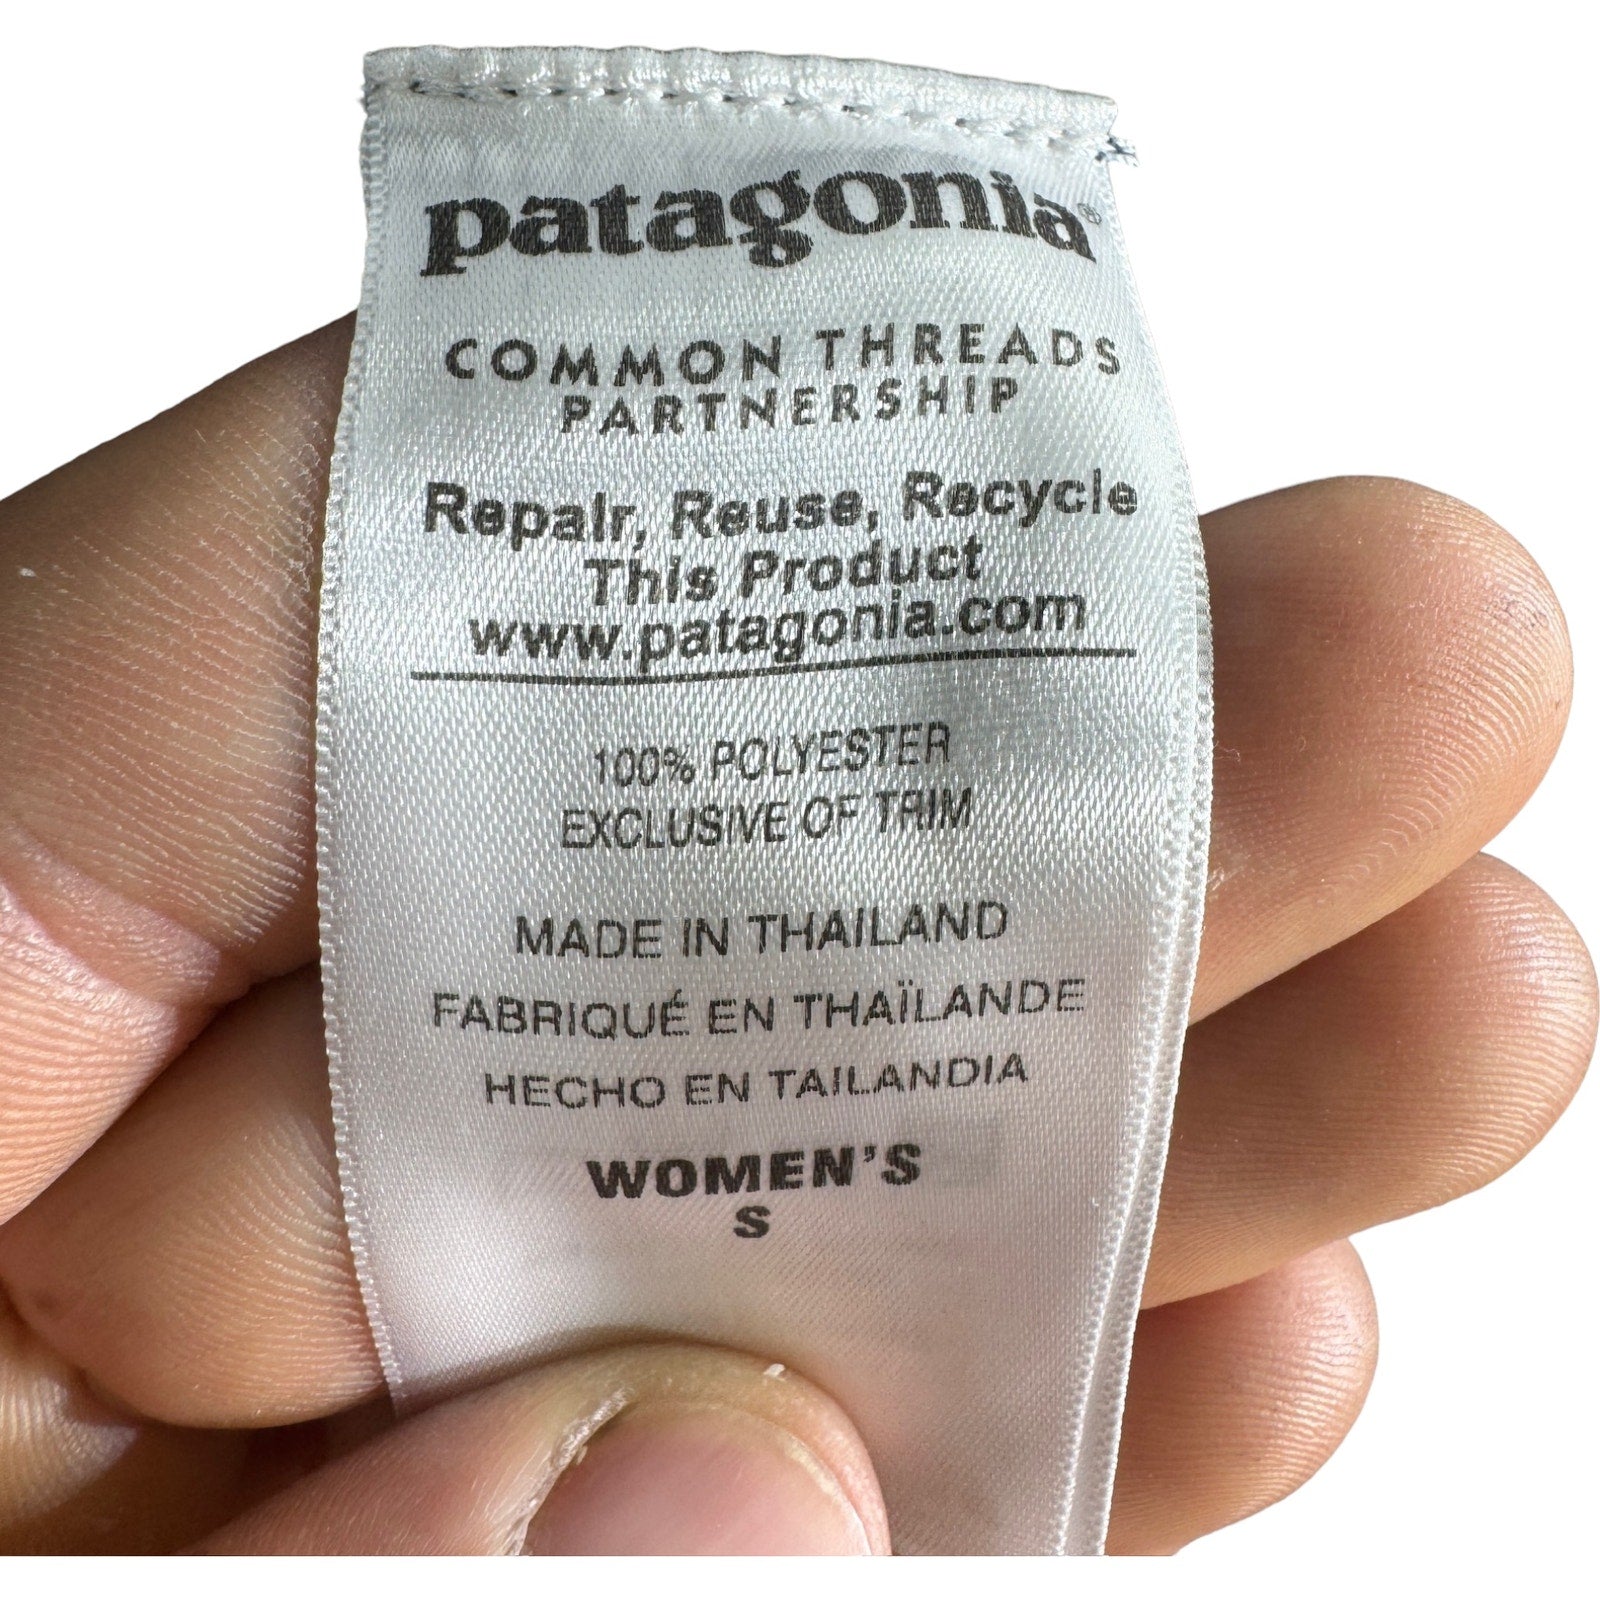 patagonia®
COMMON THREADS
PARTNERSHIP
Repair, Reuse, Recycle
This Product
www.patagonia.com
100% POLYESTER
EXCLUSIVE OF TRIM
MADE IN THAILAND
FABRIQUÉ EN THAÏLANDE
HECHO EN TAILANDIA
WOMEN'S
S